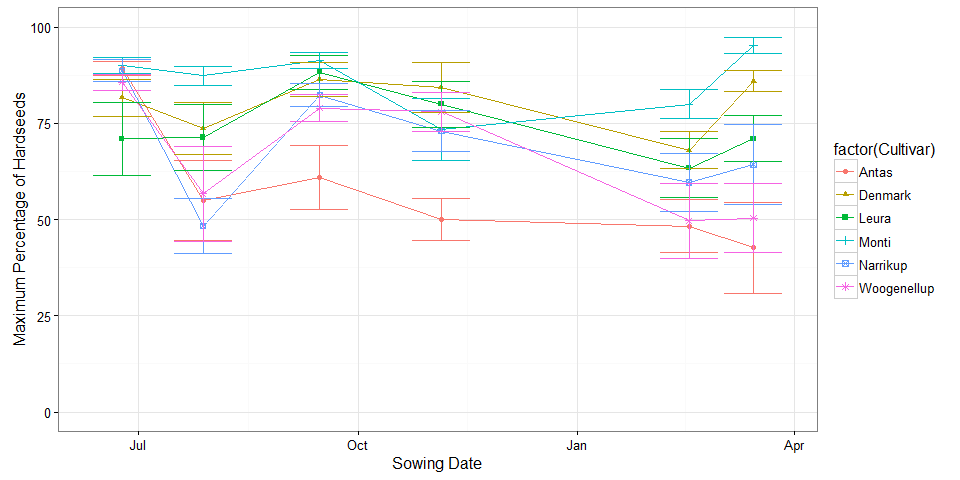 100
75
50
25
0
Maximum Percentage of Hardseeds
Jul
Oct
Jan
Apr
Sowing Date
factor(Cultivar)
Antas
Denmark
Leura
Monti
Narrikup
Woogenellup